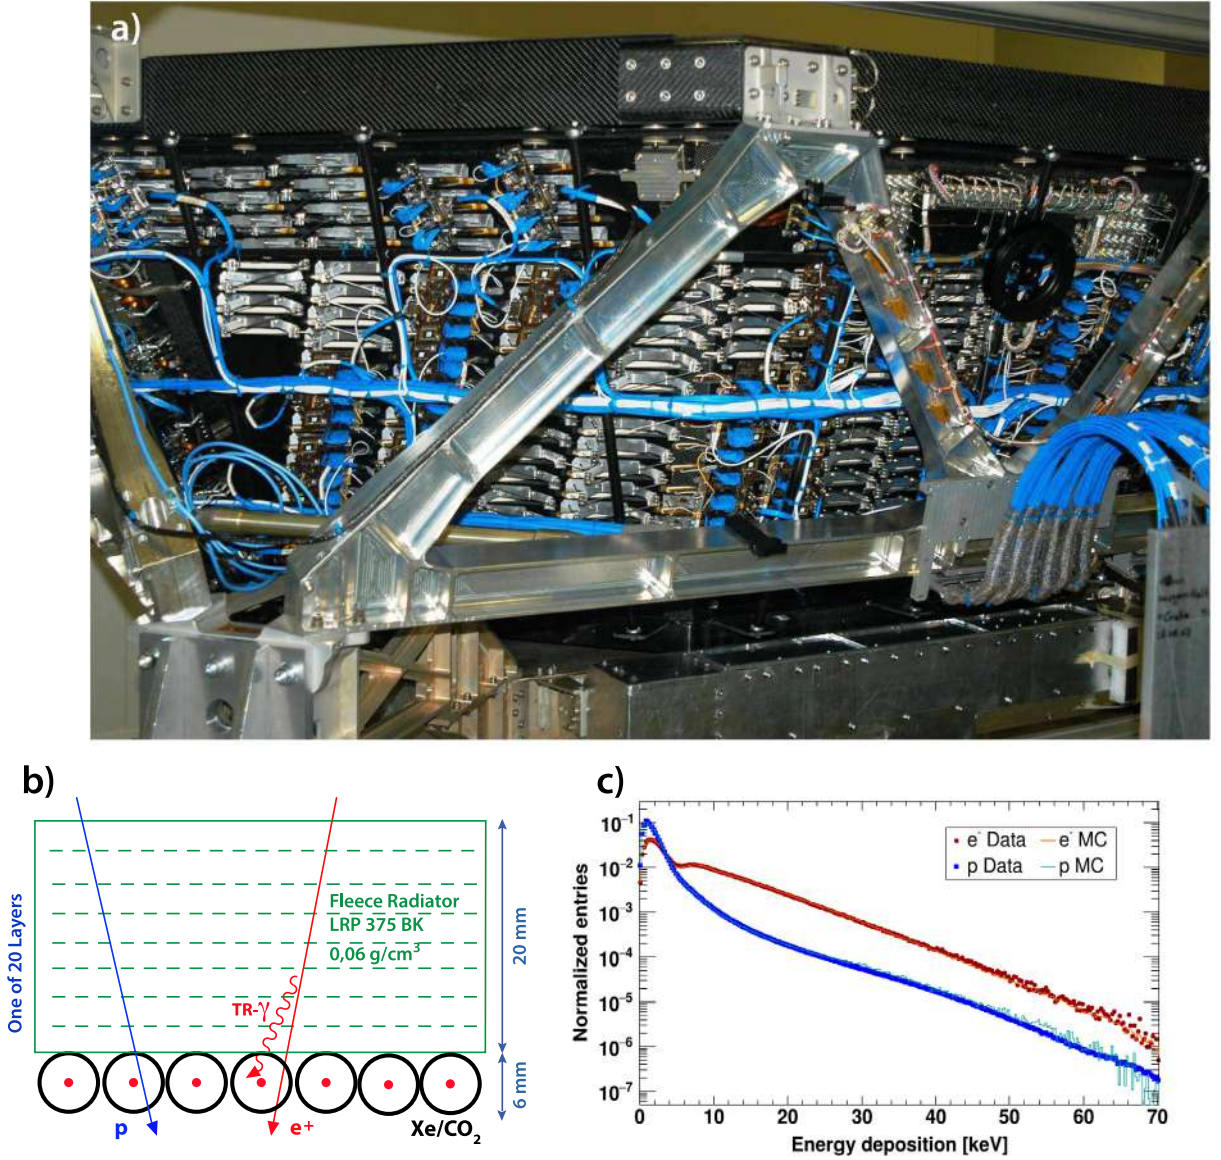 a)
b)
One of 20 Layers
Fleece Radiator
LRP 375 BK
0,06 g/cm³
TR-γ
20 mm
6 mm
p
e⁺
Xe/CO₂
c)
Normalized entries
10⁻¹
10⁻²
10⁻³
10⁻⁴
10⁻⁵
10⁻⁶
10⁻⁷
e⁻ Data
e⁻ MC
p Data
p MC
0 10 20 30 40 50 60 70
Energy deposition [keV]